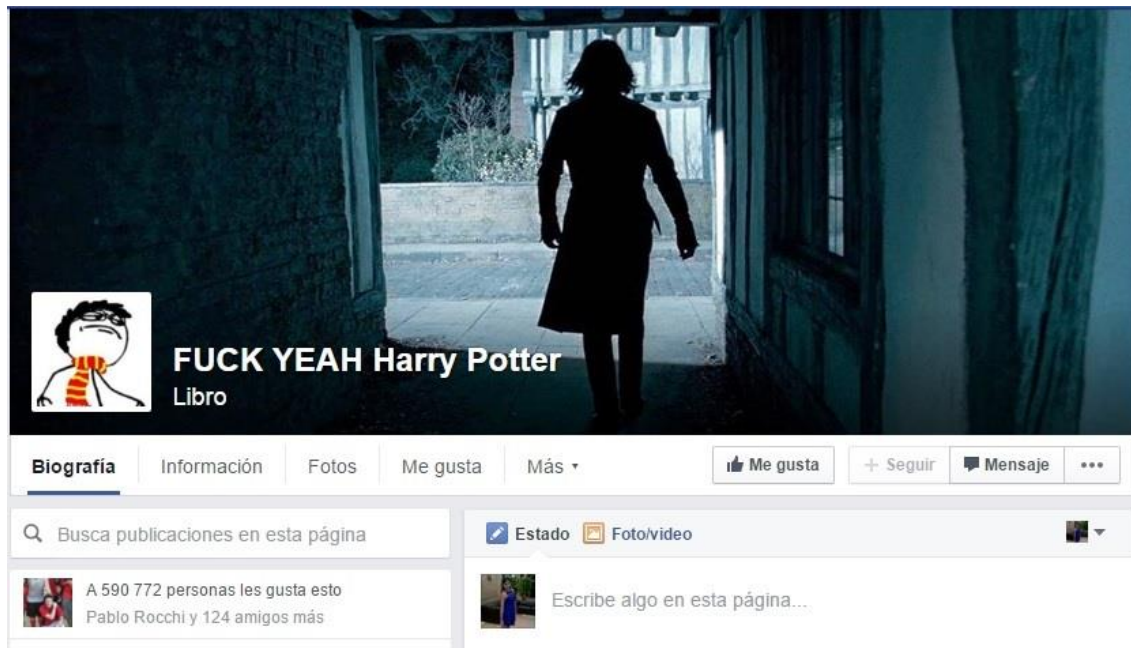 FUCK YEAH Harry Potter
Libro
Biografía Información Fotos Me gusta Más
Me gusta + Seguir Mensaje
Busca publicaciones en esta página
Estado Foto/video
A 590 772 personas les gusta esto
Pablo Rocchi y 124 amigos más
Escribe algo en esta página...